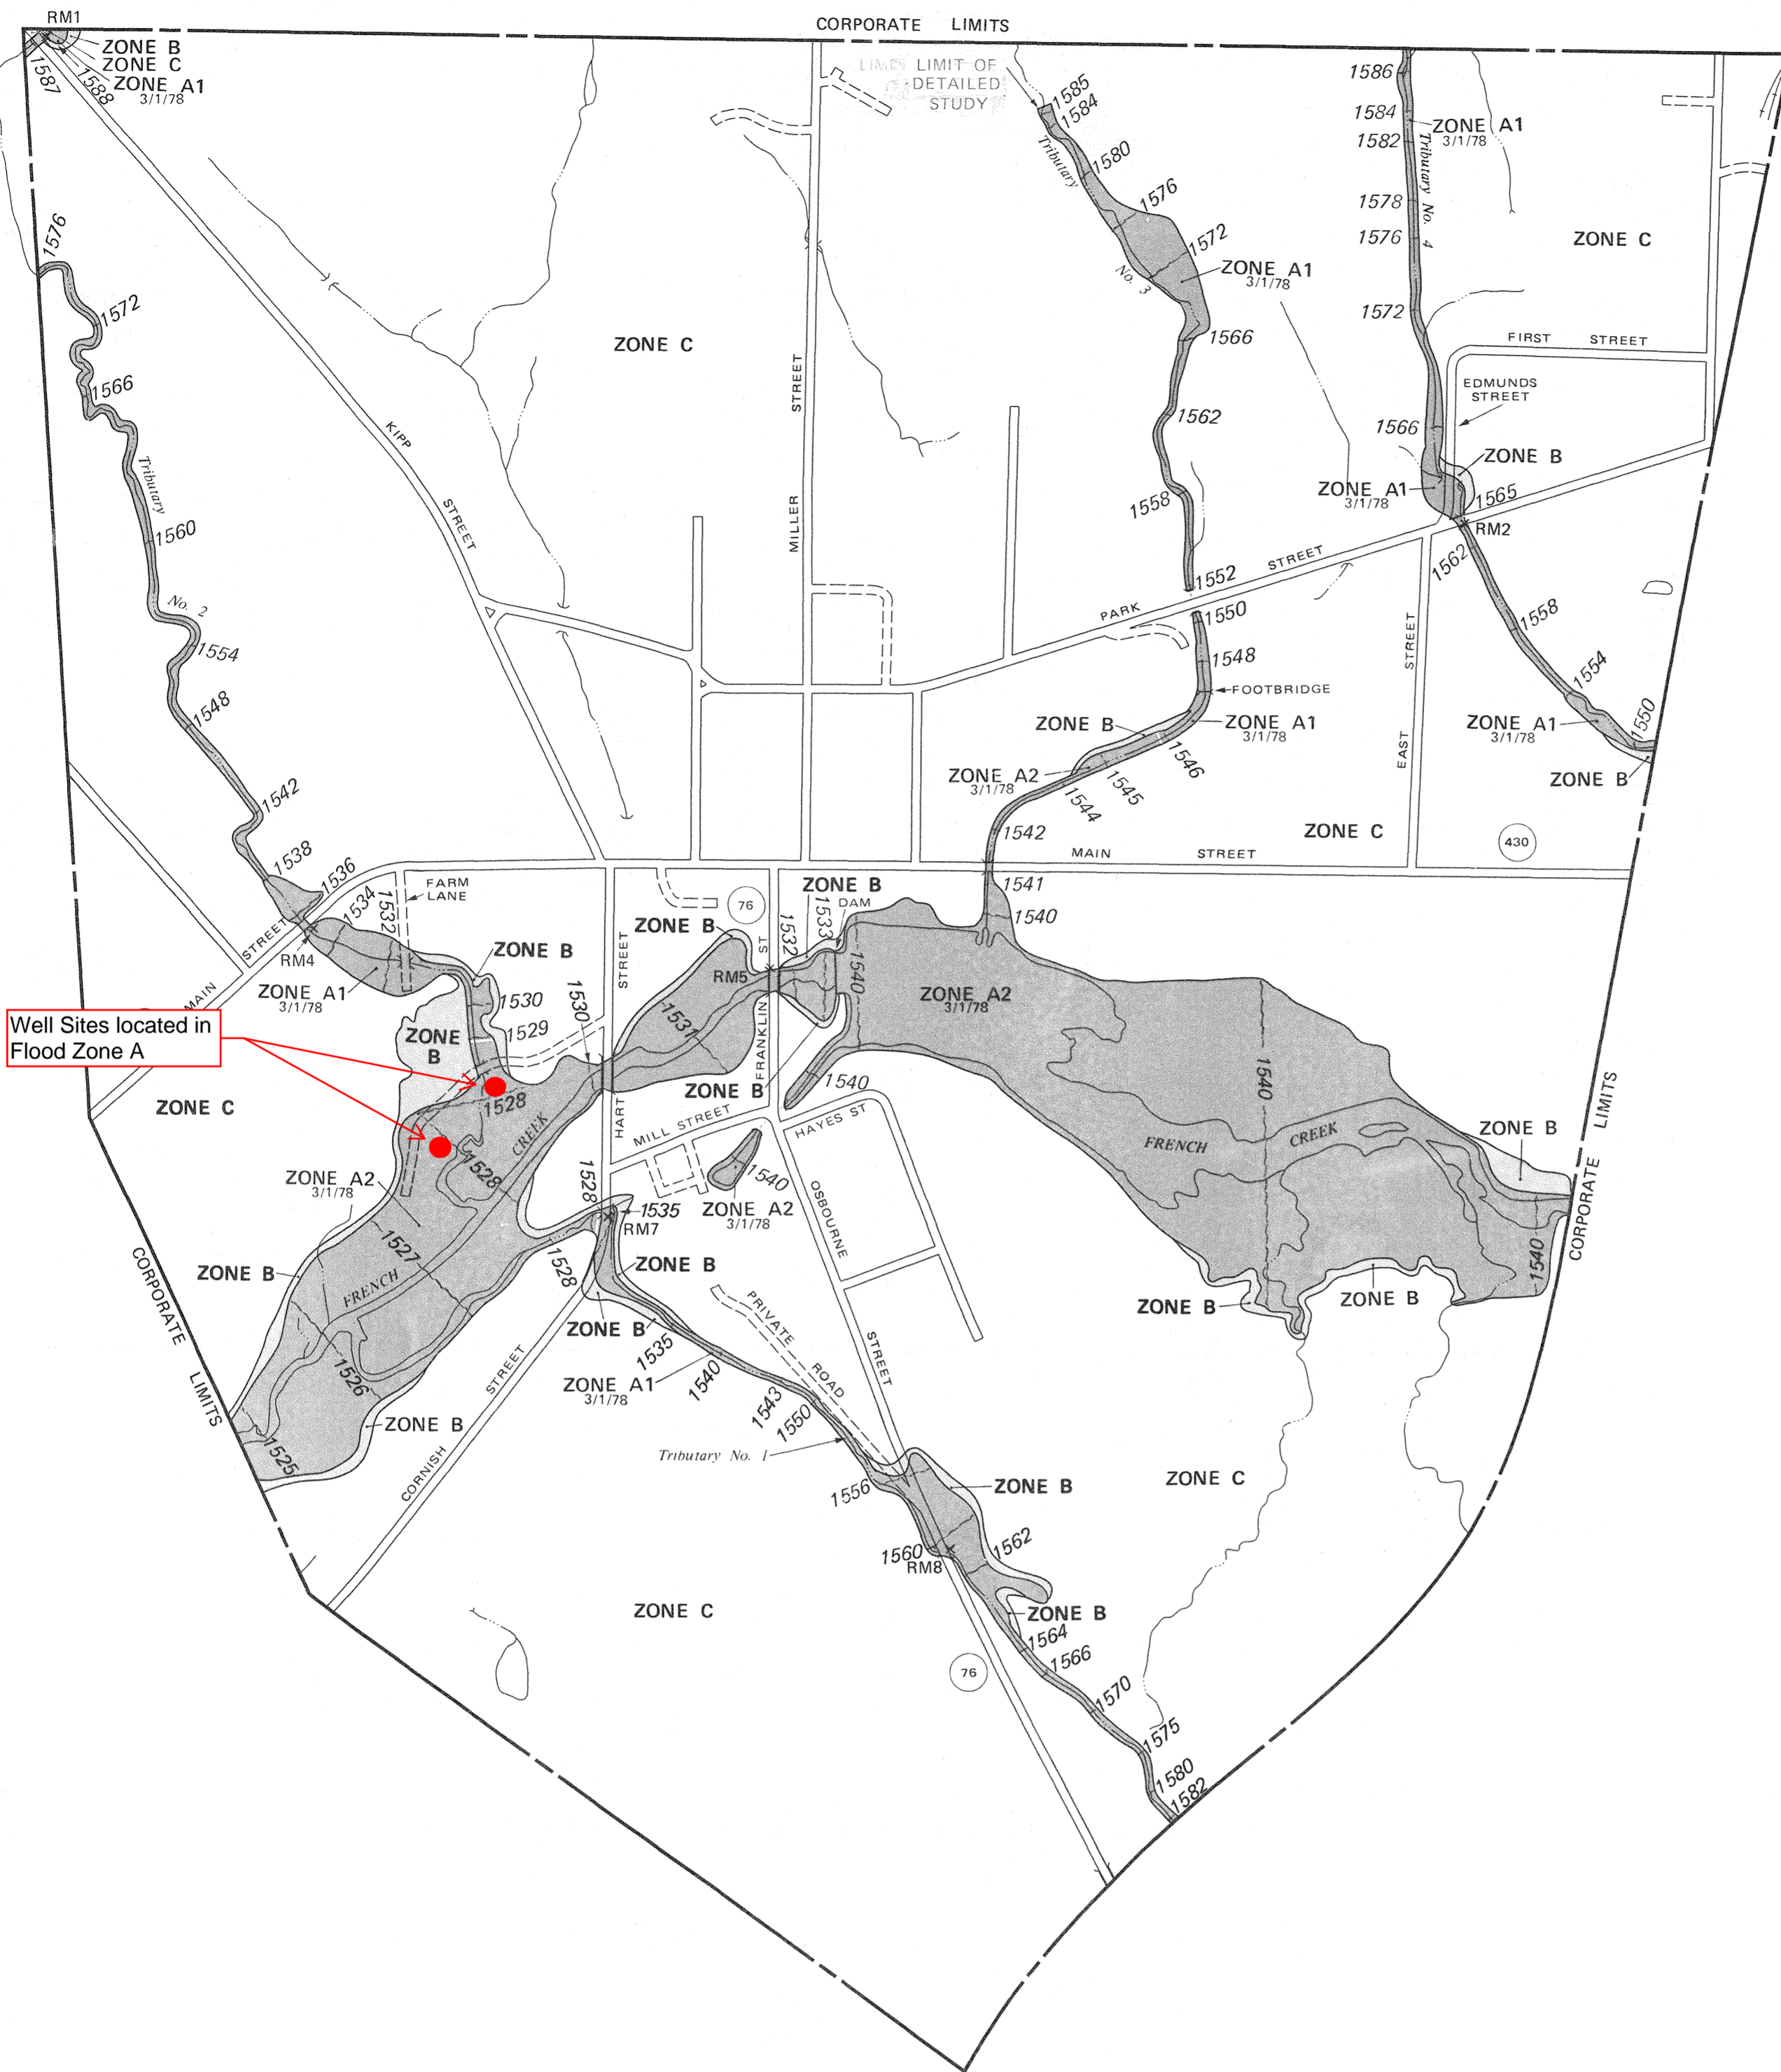 RM1
CORPORATE LIMITS
ZONE B
ZONE C
ZONE A1
3/1/78
1587
1588
LIMIT OF
DETAILED
STUDY
1585
1584
1580
1576
1572
Tributary
No. 3
ZONE A1
3/1/78
1566
1562
1558
1552
1586
1584
1582
1578
1576
1572
ZONE A1
3/1/78
Tributary No. 4
ZONE C
FIRST STREET
EDMUNDS
STREET
1566
ZONE B
ZONE A1
3/1/78
1565
RM2
1562
1558
1554
1550
ZONE A1
3/1/78
ZONE B
1576
1572
1566
Tributary
1560
No. 2
1554
1548
1542
1538
1536
KIPP
STREET
ZONE C
MILLER STREET
PARK STREET
1550
1548
FOOTBRIDGE
ZONE B
ZONE A1
3/1/78
1546
1545
1544
ZONE A2
3/1/78
1542
EAST STREET
ZONE C
430
MAIN STREET
1541
1540
FARM
LANE
1534
1532
MAIN STREET
RM4
ZONE A1
3/1/78
ZONE B
1530
1529
ZONE
B
76
ZONE B
ZONE B
DAM
1532
1533
1540
RM5
FRANKLIN ST
HART STREET
1530
1531
ZONE A2
3/1/78
1540
ZONE B
1540
Well Sites located in
Flood Zone A
ZONE C
1528
CREEK
1528
MILL STREET
HAYES ST
FRENCH CREEK
ZONE B
CORPORATE LIMITS
1540
ZONE A2
3/1/78
1528
1535
RM7
1540
ZONE A2
3/1/78
OSBOURNE STREET
ZONE B
1527
FRENCH
1528
ZONE B
ZONE B
ZONE B
ZONE B
CORPORATE LIMITS
PRIVATE ROAD
1535
1540
1543
1550
ZONE A1
3/1/78
1526
1525
ZONE B
CORNISH STREET
Tributary No. 1
1556
ZONE B
ZONE C
1560
RM8
1562
ZONE C
ZONE B
1564
1566
76
1570
1575
1580
1582